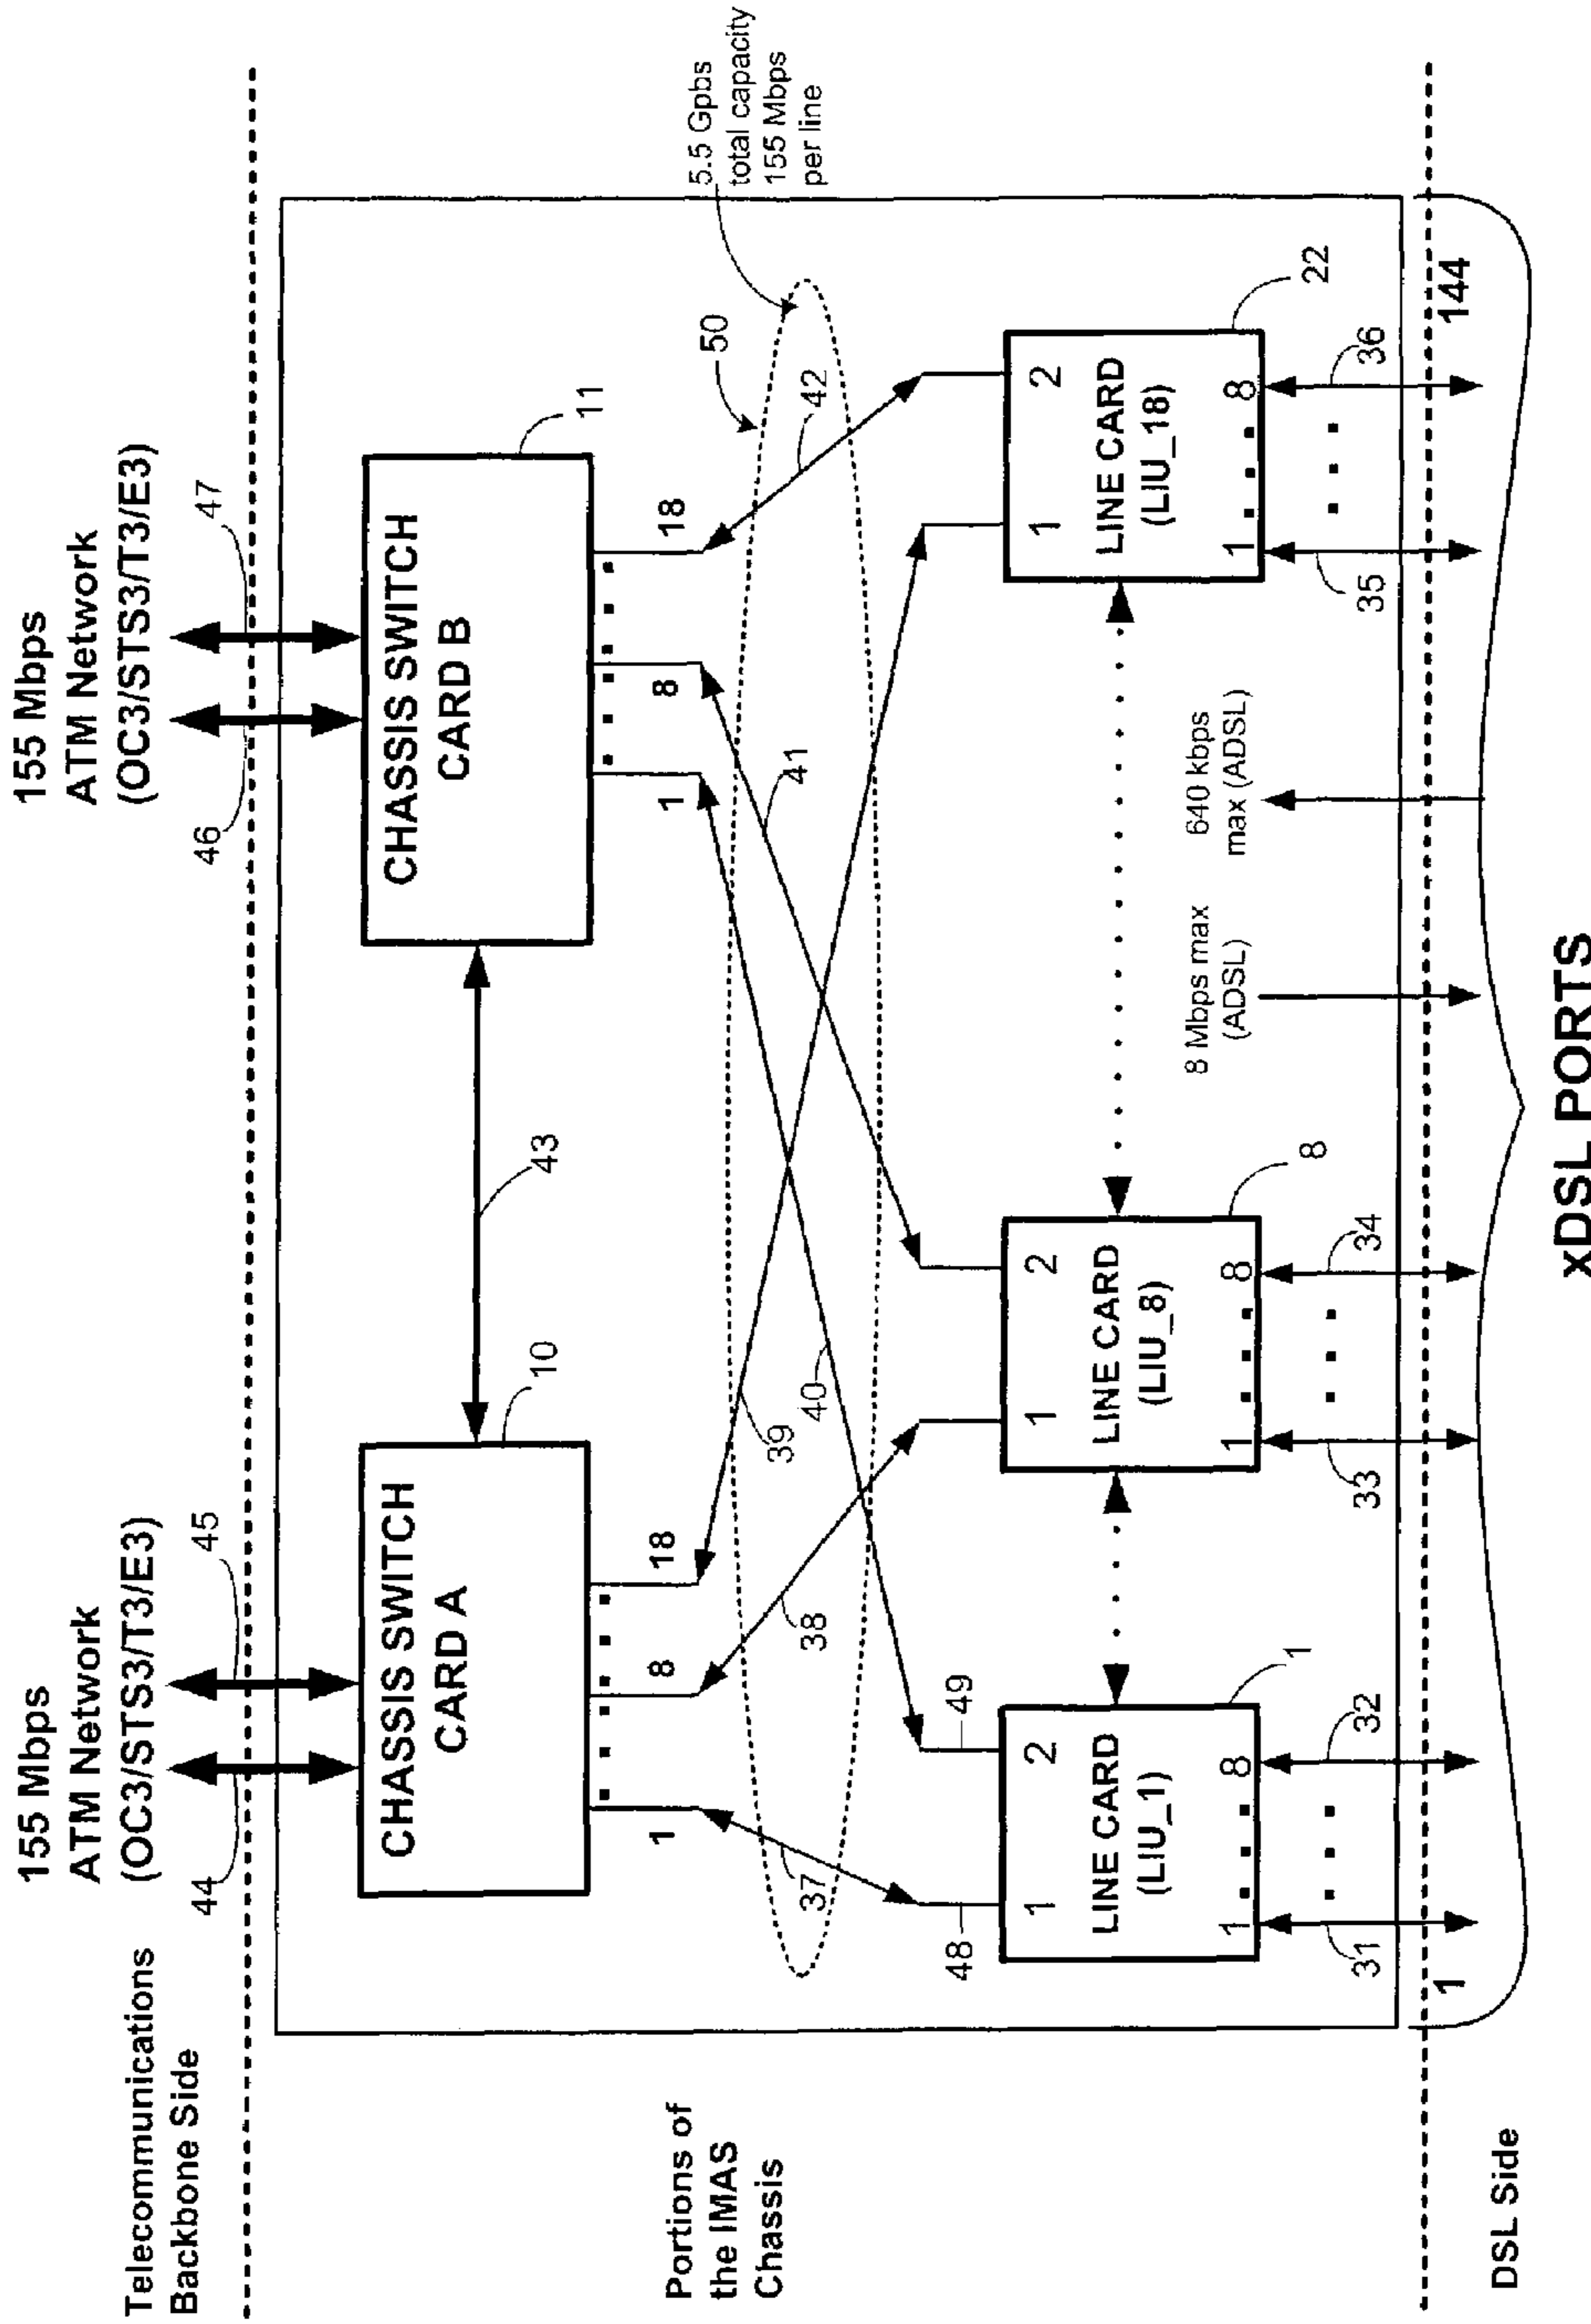 Telecommunications
Backbone Side
155 Mbps
ATM Network
(OC3/STS3/T3/E3)
44
45
155 Mbps
ATM Network
(OC3/STS3/T3/E3)
46
47
Portions of
the IMAS
Chassis
CHASSIS SWITCH
CARD A
10
43
CHASSIS SWITCH
CARD B
11
1
8
18
1
8
18
5.5 Gpbs
total capacity
155 Mbps
per line
50
37
38
39
40
41
42
48
49
1
2
LINE CARD
(LIU_1)
1
8
1
1
2
LINE CARD
(LIU_8)
1
8
8
1
2
LINE CARD
(LIU_18)
1
8
22
8 Mbps max
(ADSL)
640 kbps
max (ADSL)
31
32
33
34
35
36
DSL Side
1
144
xDSL PORTS